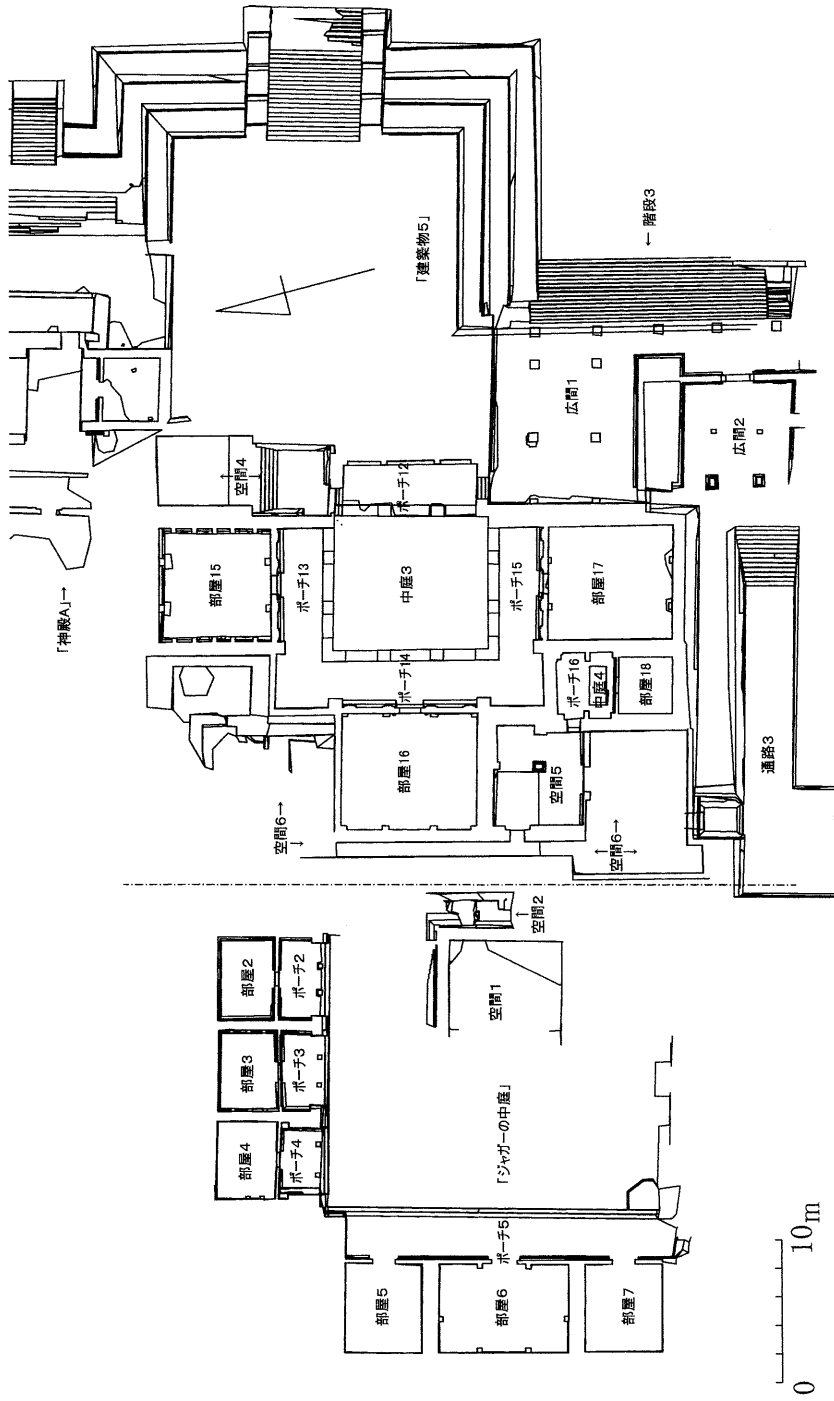 「神殿A」→
部屋15
空間4
ポーチ13
ポーチ12
中庭3
ポーチ14
ポーチ15
部屋16
部屋17
ポーチ16
中庭4
部屋18
空間5
空間6→
空間6→
「建築物5」
← 階段3
広間1
広間2
通路3
部屋2
ポーチ2
部屋3
ポーチ3
部屋4
ポーチ4
空間1
空間2
↑
「ジャガーの中庭」
ポーチ5
部屋5
部屋6
部屋7
0 10m